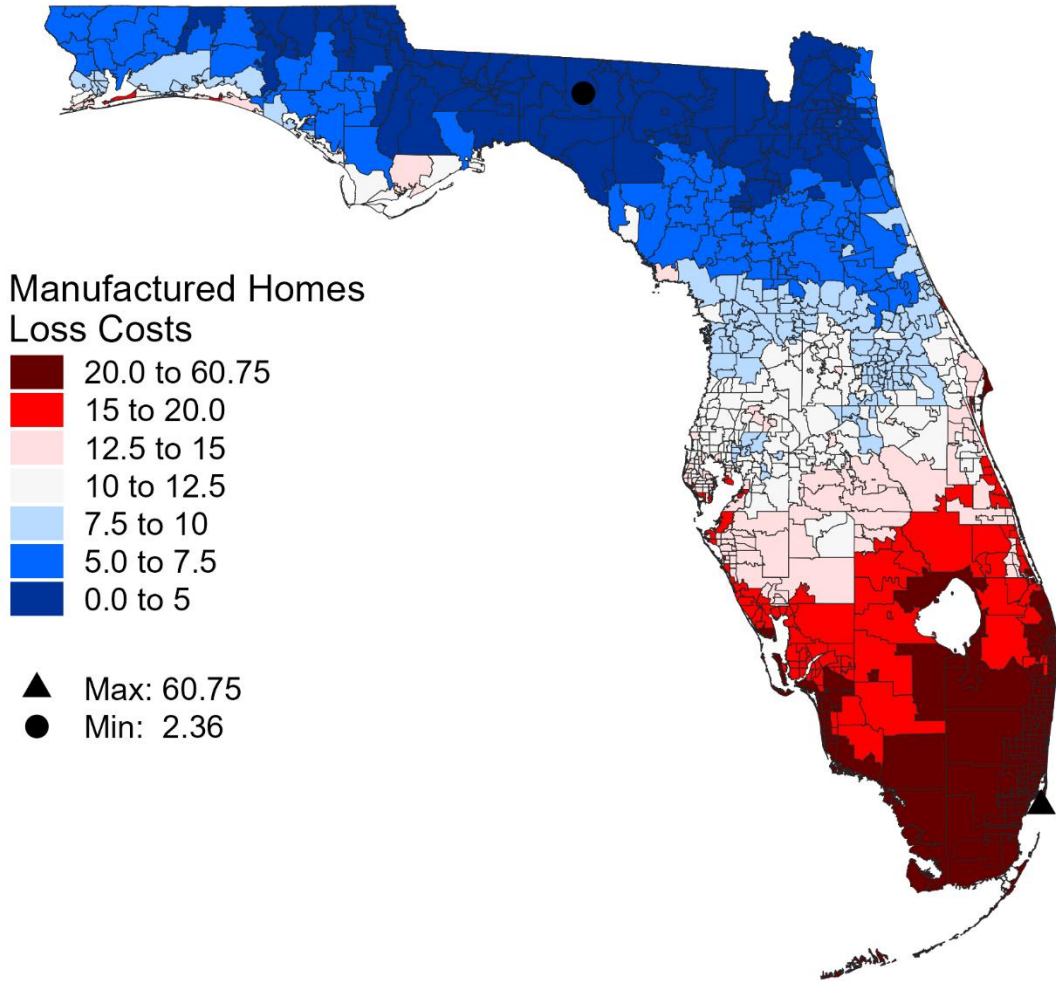 Manufactured Homes
Loss Costs
20.0 to 60.75
15 to 20.0
12.5 to 15
10 to 12.5
7.5 to 10
5.0 to 7.5
0.0 to 5
Max: 60.75
Min: 2.36